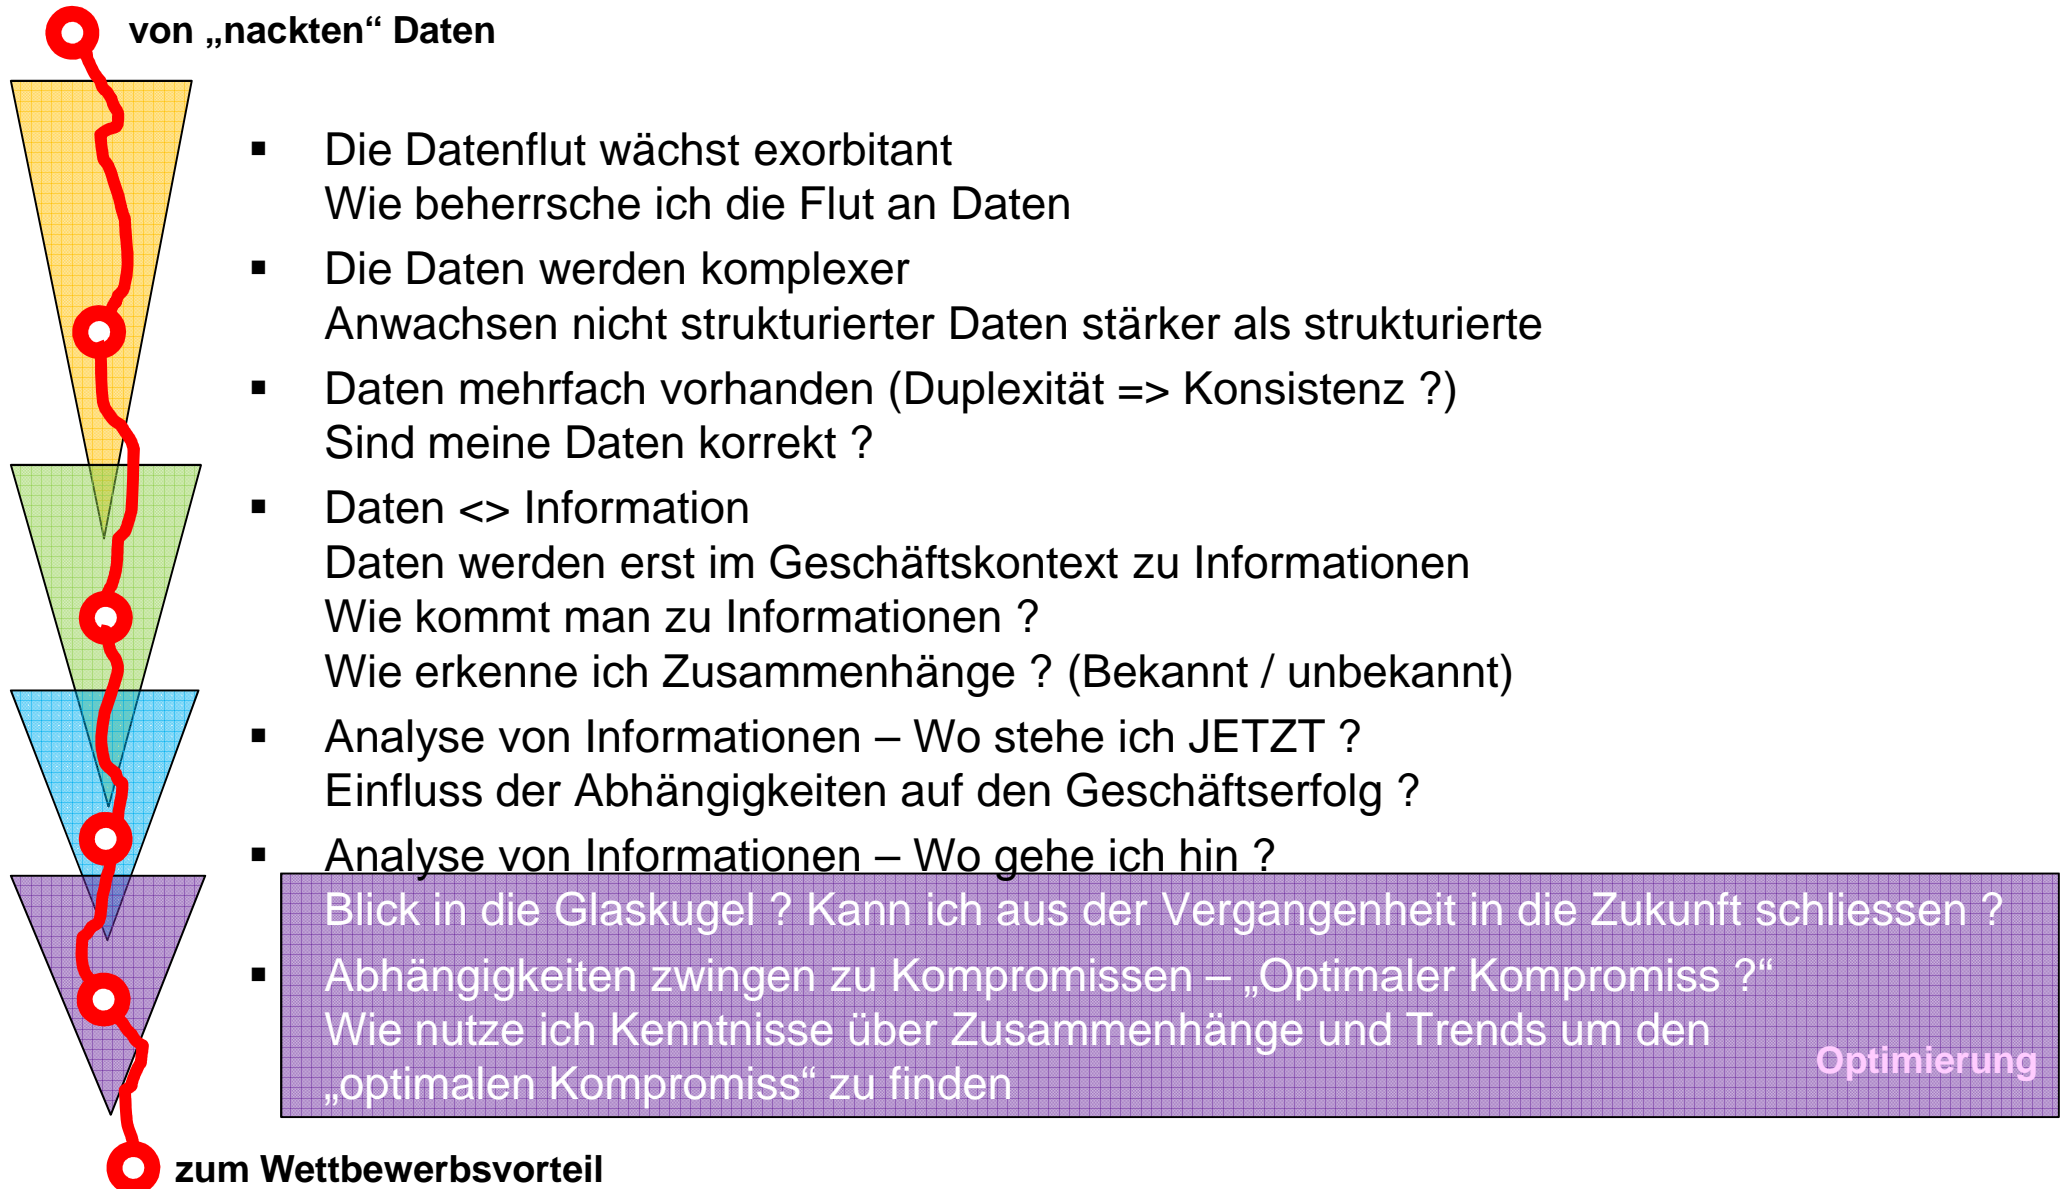 von „nackten“ Daten
▪ Die Datenflut wächst exorbitant
Wie beherrsche ich die Flut an Daten
▪ Die Daten werden komplexer
Anwachsen nicht strukturierter Daten stärker als strukturierte
▪ Daten mehrfach vorhanden (Duplexität => Konsistenz ?)
Sind meine Daten korrekt ?
▪ Daten <> Information
Daten werden erst im Geschäftskontext zu Informationen
Wie kommt man zu Informationen ?
Wie erkenne ich Zusammenhänge ? (Bekannt / unbekannt)
▪ Analyse von Informationen – Wo stehe ich JETZT ?
Einfluss der Abhängigkeiten auf den Geschäftserfolg ?
▪ Analyse von Informationen – Wo gehe ich hin ?
Blick in die Glaskugel ? Kann ich aus der Vergangenheit in die Zukunft schliessen ?
▪ Abhängigkeiten zwingen zu Kompromissen – „Optimaler Kompromiss ?“
Wie nutze ich Kenntnisse über Zusammenhänge und Trends um den
„optimalen Kompromiss“ zu finden
Optimierung
zum Wettbewerbsvorteil